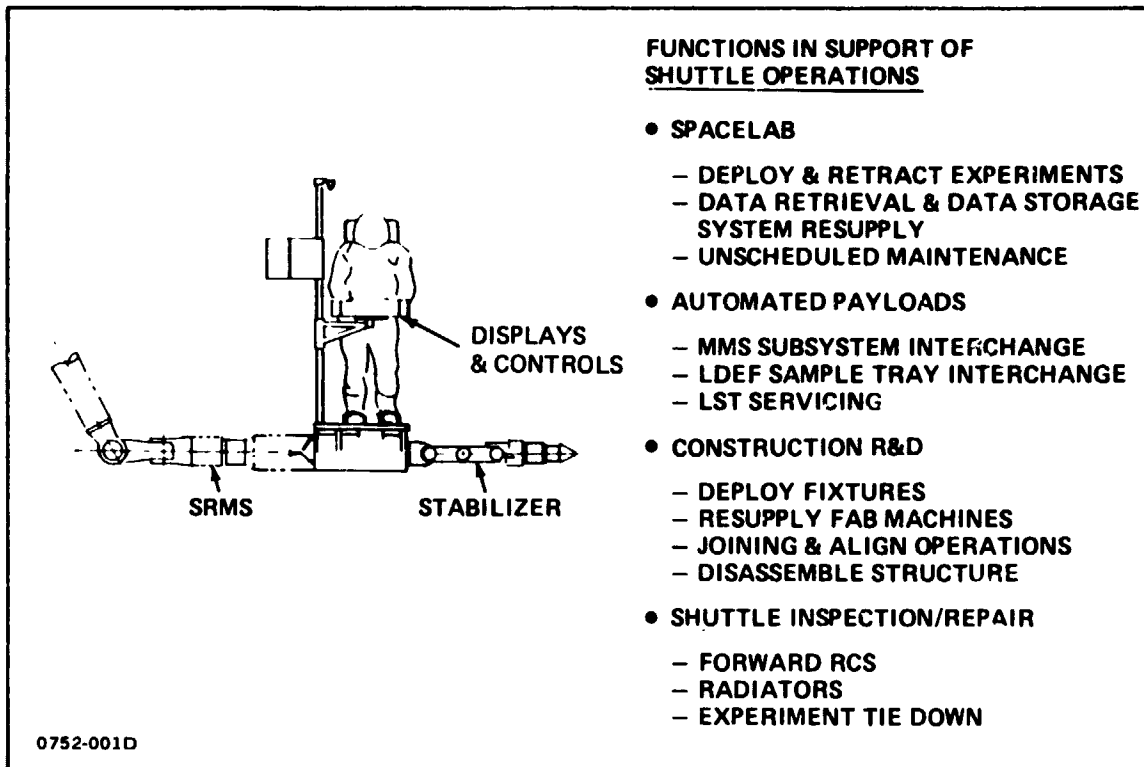 FUNCTIONS IN SUPPORT OF
SHUTTLE OPERATIONS
• SPACELAB
– DEPLOY & RETRACT EXPERIMENTS
– DATA RETRIEVAL & DATA STORAGE
SYSTEM RESUPPLY
– UNSCHEDULED MAINTENANCE
• AUTOMATED PAYLOADS
– MMS SUBSYSTEM INTERCHANGE
– LDEF SAMPLE TRAY INTERCHANGE
– LST SERVICING
• CONSTRUCTION R&D
– DEPLOY FIXTURES
– RESUPPLY FAB MACHINES
– JOINING & ALIGN OPERATIONS
– DISASSEMBLE STRUCTURE
• SHUTTLE INSPECTION/REPAIR
– FORWARD RCS
– RADIATORS
– EXPERIMENT TIE DOWN
DISPLAYS
& CONTROLS
SRMS
STABILIZER
0752-001D